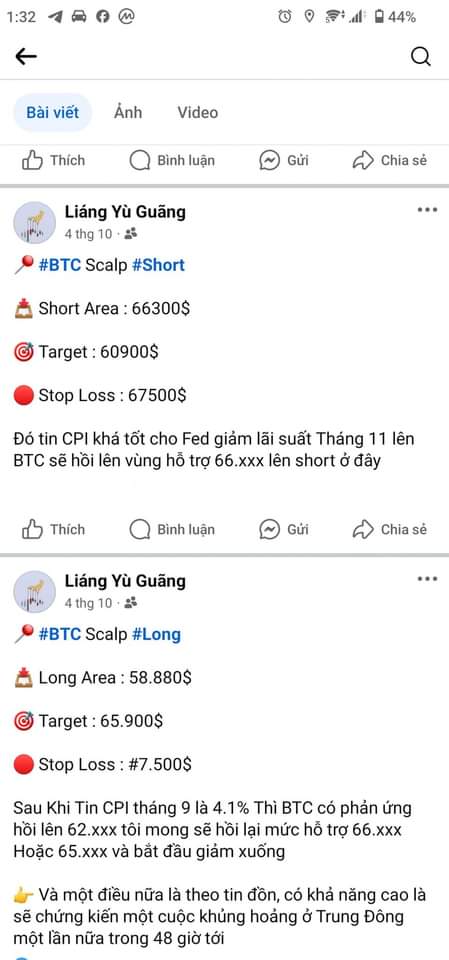 1:32
44%
Bài viết
Ảnh
Video
Thích
Bình luận
Gửi
Chia sẻ
Liáng Yù Guãng
4 thg 10
#BTC Scalp #Short
Short Area : 66300$
Target : 60900$
Stop Loss : 67500$
Đó tin CPI khá tốt cho Fed giảm lãi suất Tháng 11 lên
BTC sẽ hồi lên vùng hỗ trợ 66.xxx lên short ở đây
Thích
Bình luận
Gửi
Chia sẻ
Liáng Yù Guãng
4 thg 10
#BTC Scalp #Long
Long Area : 58.880$
Target : 65.900$
Stop Loss : #7.500$
Sau Khi Tin CPI tháng 9 là 4.1% Thì BTC có phản ứng
hồi lên 62.xxx tôi mong sẽ hồi lại mức hỗ trợ 66.xxx
Hoặc 65.xxx và bắt đầu giảm xuống
Và một điều nữa là theo tin đồn, có khả năng cao là
sẽ chứng kiến một cuộc khủng hoảng ở Trung Đông
một lần nữa trong 48 giờ tới